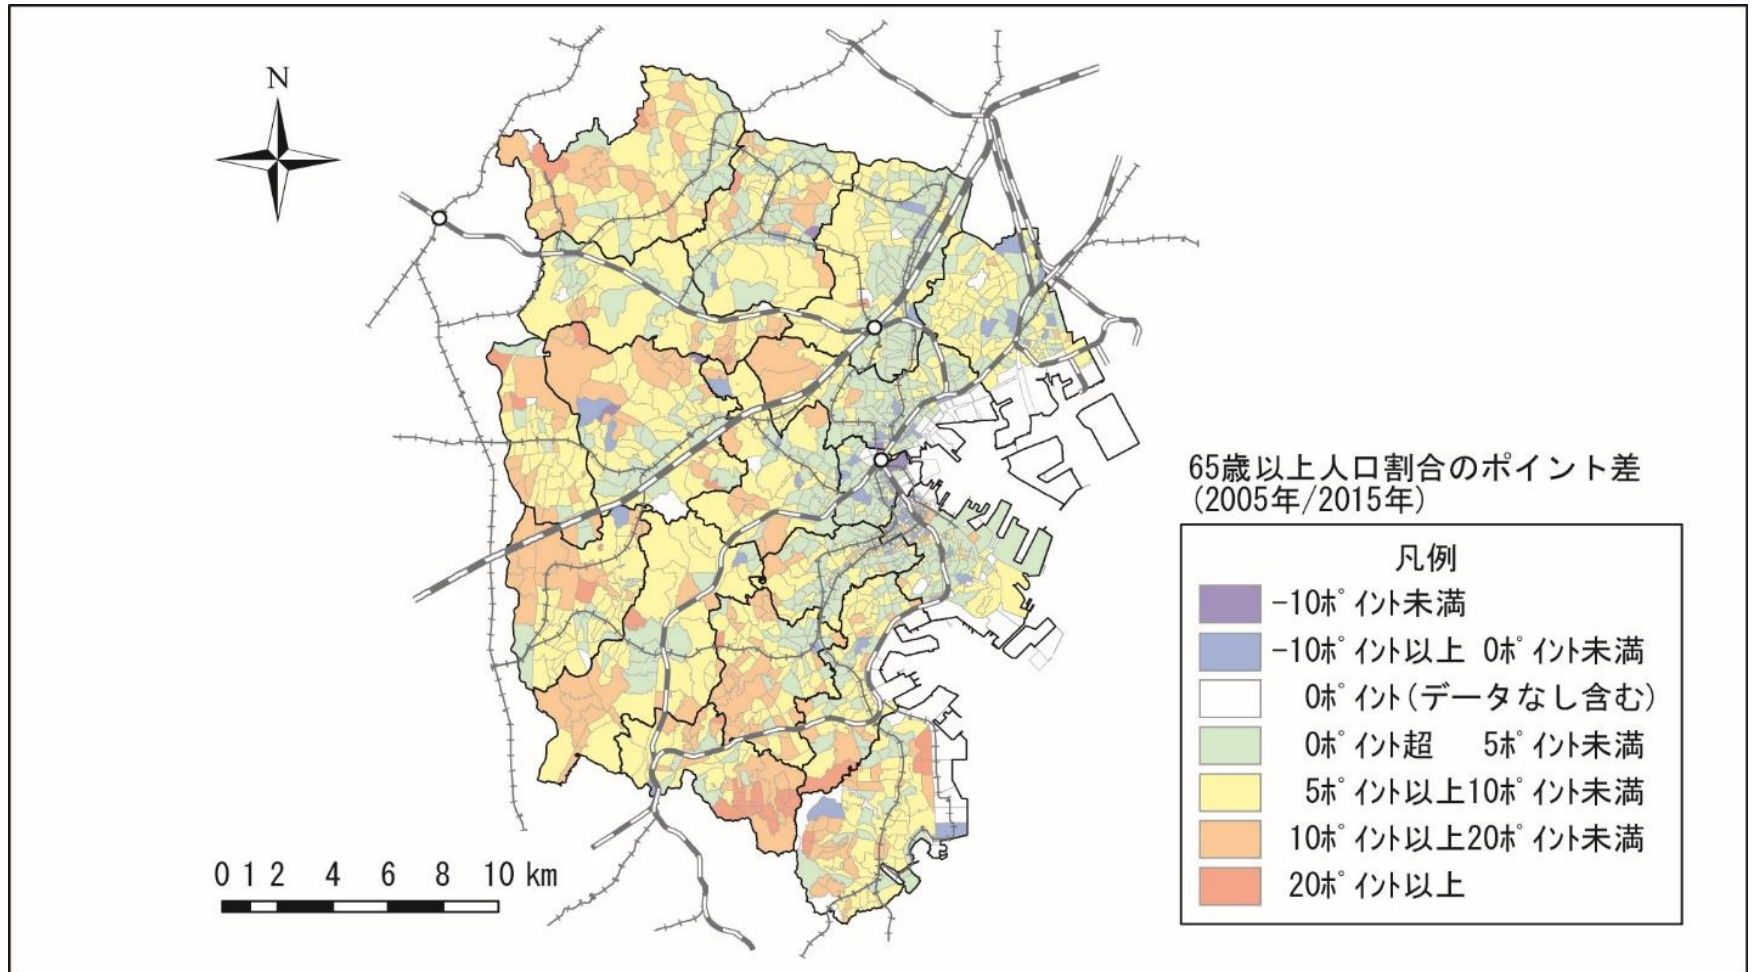 N
65歳以上人口割合のポイント差
(2005年/2015年)
凡例
-10ﾎﾟｲﾝﾄ未満
-10ﾎﾟｲﾝﾄ以上 0ﾎﾟｲﾝﾄ未満
0ﾎﾟｲﾝﾄ(データなし含む)
0ﾎﾟｲﾝﾄ超 5ﾎﾟｲﾝﾄ未満
5ﾎﾟｲﾝﾄ以上10ﾎﾟｲﾝﾄ未満
10ﾎﾟｲﾝﾄ以上20ﾎﾟｲﾝﾄ未満
20ﾎﾟｲﾝﾄ以上
0 1 2 4 6 8 10 km